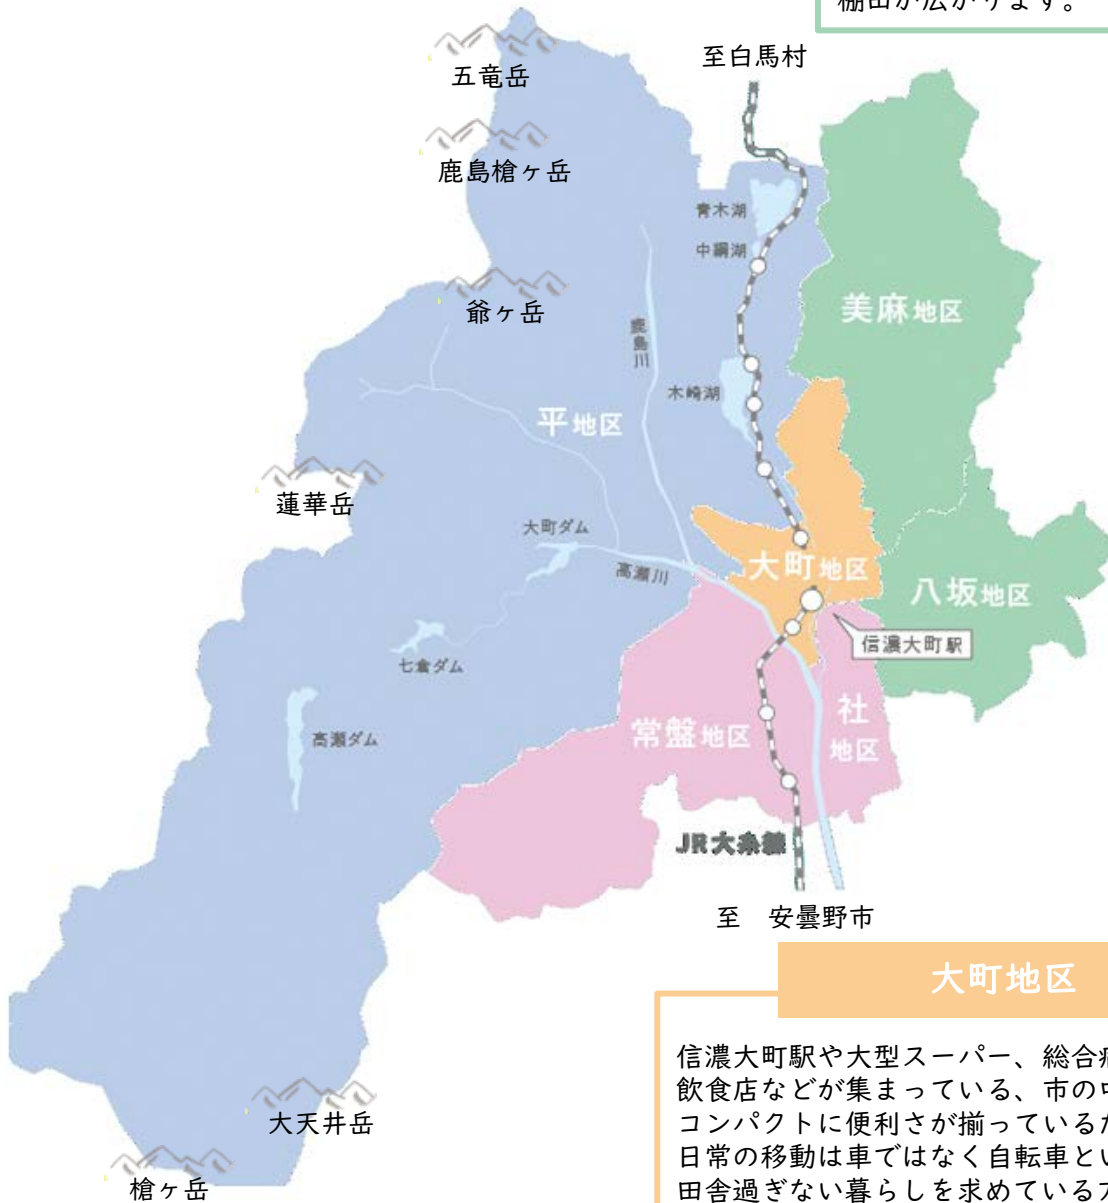 棚田が広がります。
至白馬村
五竜岳
鹿島槍ヶ岳
青木湖
中綱湖
美麻地区
爺ヶ岳
鹿島川
木崎湖
平地区
蓮華岳
大町ダム
高瀬川
大町地区
八坂地区
信濃大町駅
七倉ダム
高瀬ダム
常盤地区
社地区
JR大糸線
至　安曇野市
大天井岳
槍ヶ岳
大町地区
信濃大町駅や大型スーパー、総合
飲食店などが集まっている、市の
コンパクトに便利さが揃っている
日常の移動は車ではなく自転車とい
田舎過ぎない暮らしを求めている